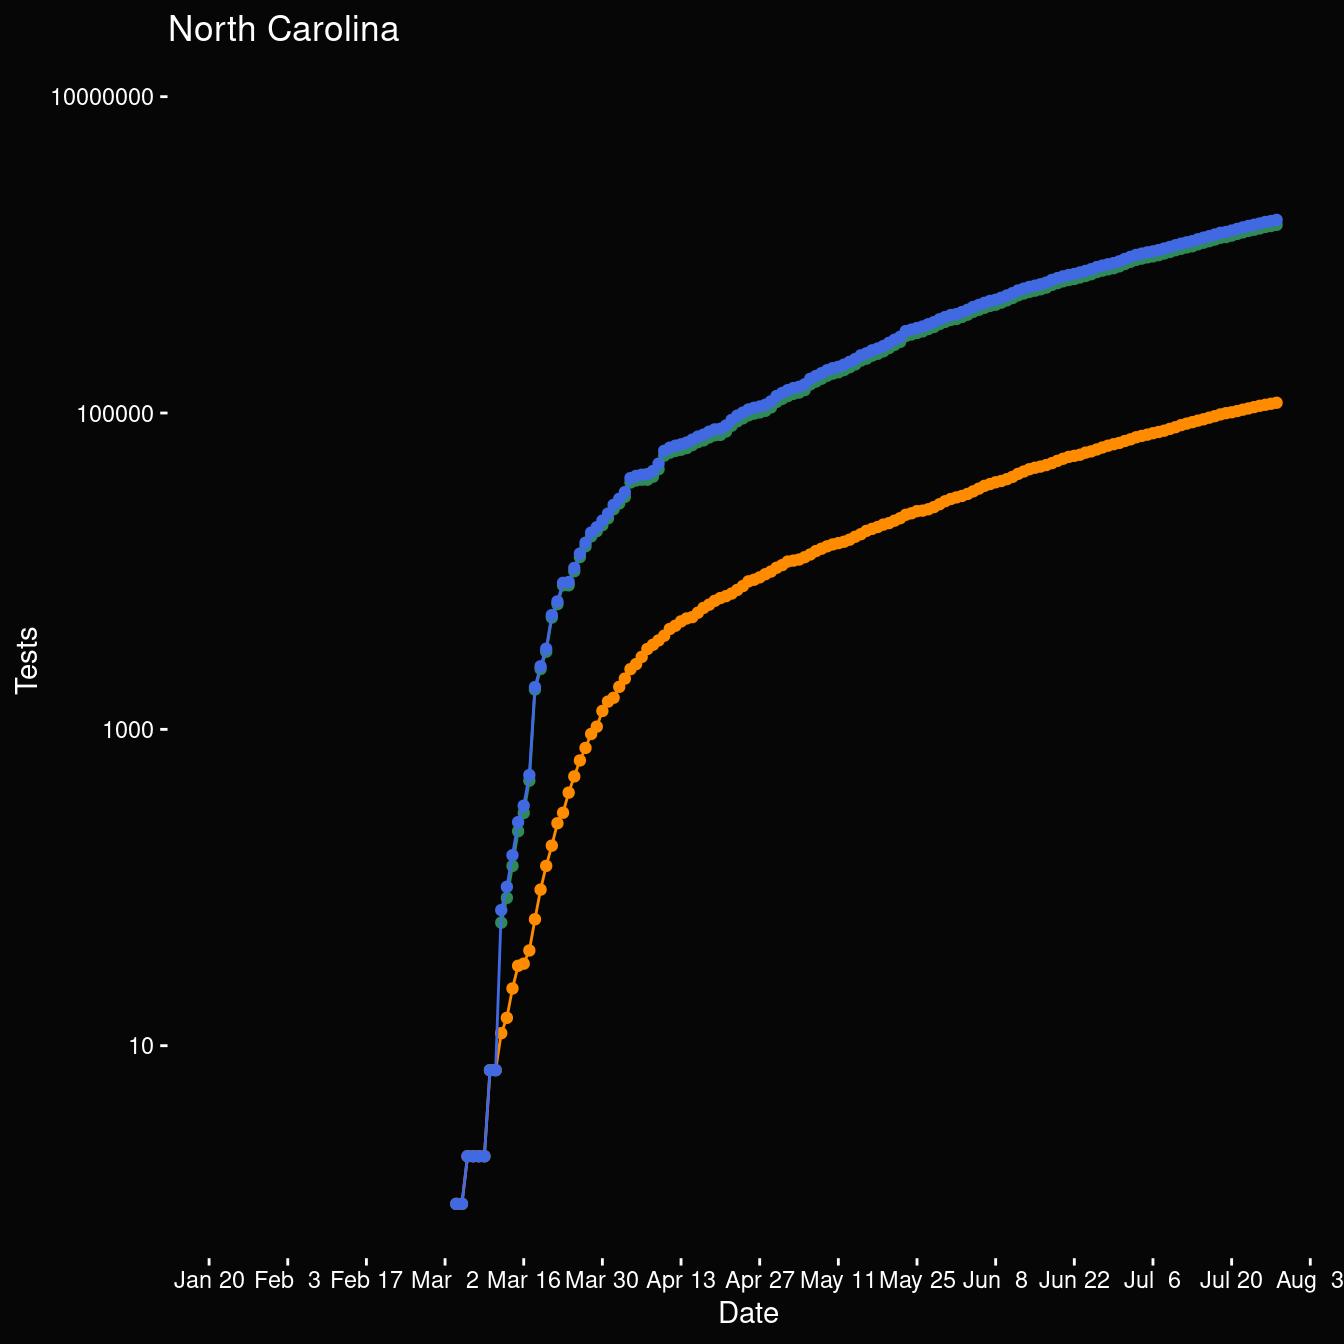 North Carolina
10000000
100000
Tests
1000
10
Jan 20 Feb 3 Feb 17 Mar 2 Mar 16 Mar 30 Apr 13 Apr 27 May 11 May 25 Jun 8 Jun 22 Jul 6 Jul 20 Aug 3
Date